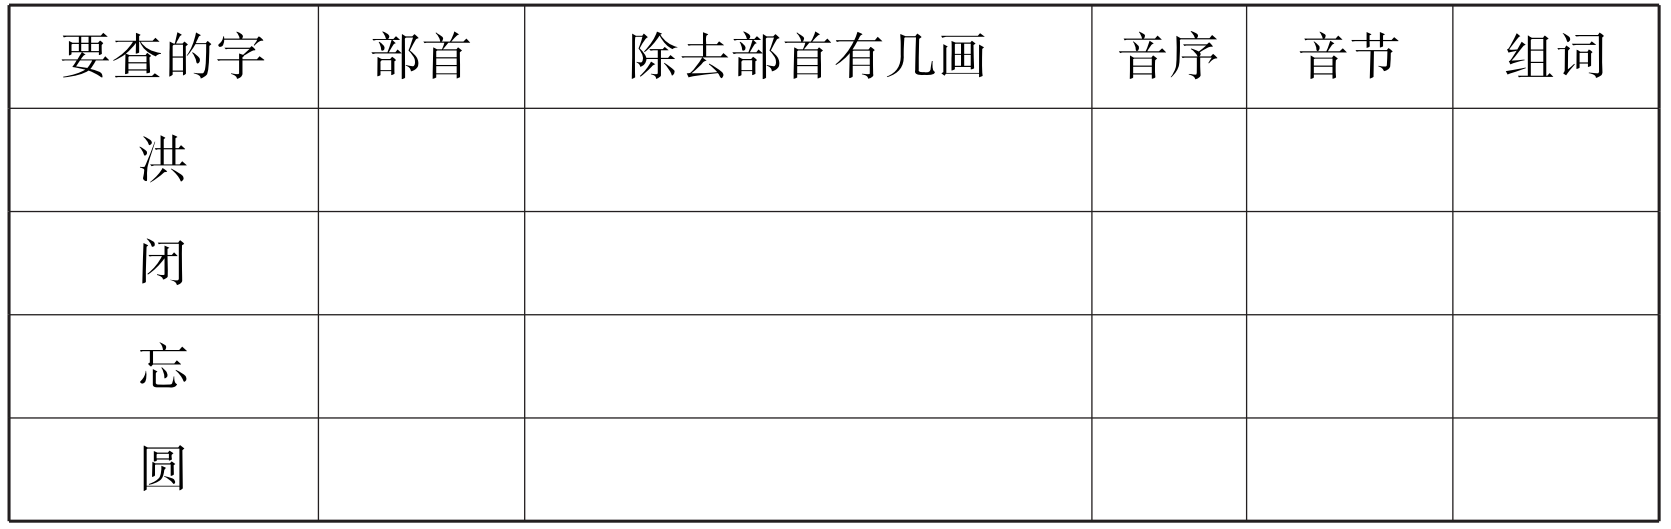 要查的字 部首 除去部首有几画 音序 音节 组词
洪
闭
忘
圆